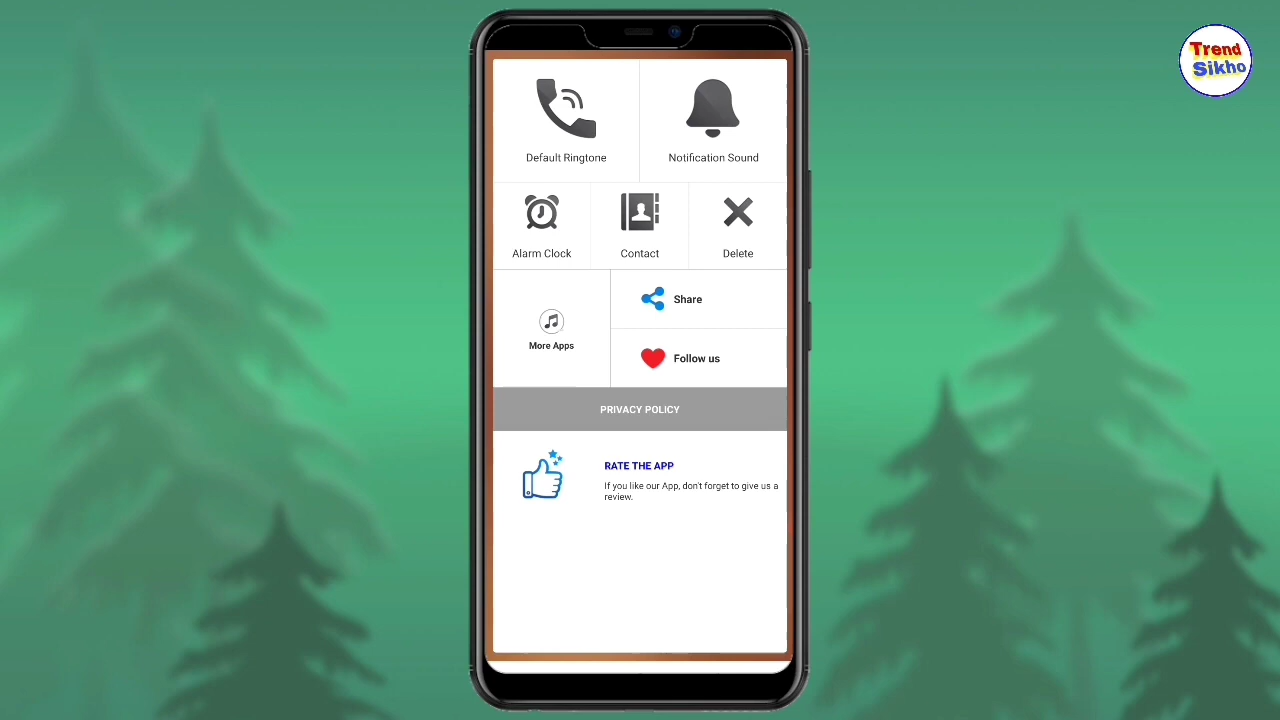 Trend
Sikho
Default Ringtone
Notification Sound
Alarm Clock
Contact
Delete
More Apps
Share
Follow us
PRIVACY POLICY
RATE THE APP
If you like our App, don't forget to give us a
review.